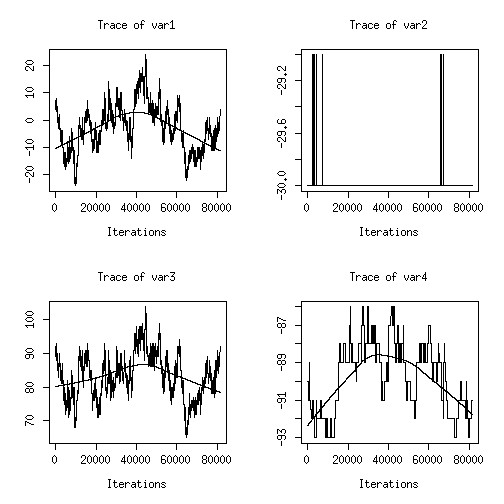 Trace of var1
20
10
0
-10
-20
0 20000 40000 60000 80000
Iterations
Trace of var2
-29.2
-29.6
-30.0
0 20000 40000 60000 80000
Iterations
Trace of var3
100
90
80
70
0 20000 40000 60000 80000
Iterations
Trace of var4
-87
-89
-91
-93
0 20000 40000 60000 80000
Iterations